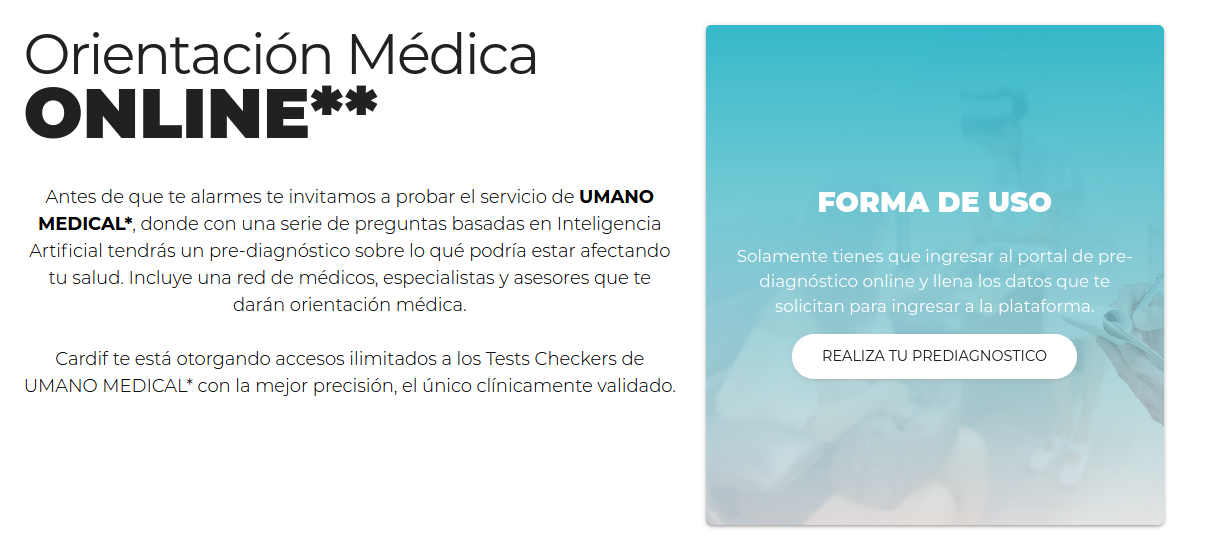 Orientación Médica
ONLINE**
Antes de que te alarmes te invitamos a probar el servicio de UMANO
MEDICAL*, donde con una serie de preguntas basadas en Inteligencia
Artificial tendrás un pre-diagnóstico sobre lo qué podría estar afectando
tu salud. Incluye una red de médicos, especialistas y asesores que te
darán orientación médica.
Cardif te está otorgando accesos ilimitados a los Tests Checkers de
UMANO MEDICAL* con la mejor precisión, el único clínicamente validado.
FORMA DE USO
Solamente tienes que ingresar al portal de pre-
diagnóstico online y llena los datos que te
solicitan para ingresar a la plataforma.
REALIZA TU PREDIAGNOSTICO